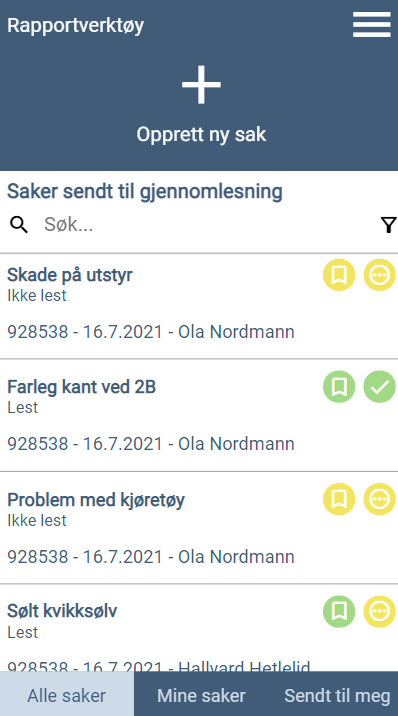 Rapportverktøy
Opprett ny sak
Saker sendt til gjennomlesning
Søk...
Skade på utstyr
Ikke lest
928538 - 16.7.2021 - Ola Nordmann
Farleg kant ved 2B
Lest
928538 - 16.7.2021 - Ola Nordmann
Problem med kjøretøy
Ikke lest
928538 - 16.7.2021 - Ola Nordmann
Sølt kvikksølv
Lest
928538 - 16.7.2021 - Hallvard Hetlelid
Alle saker Mine saker Sendt til meg